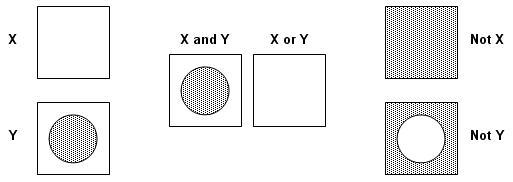 X
X and Y
X or Y
Not X
Y
Not Y